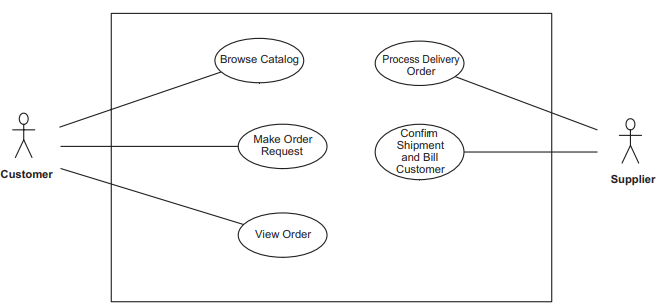 Browse Catalog
Process Delivery
Order
Make Order
Request
Confirm
Shipment
and Bill
Customer
Customer
Supplier
View Order